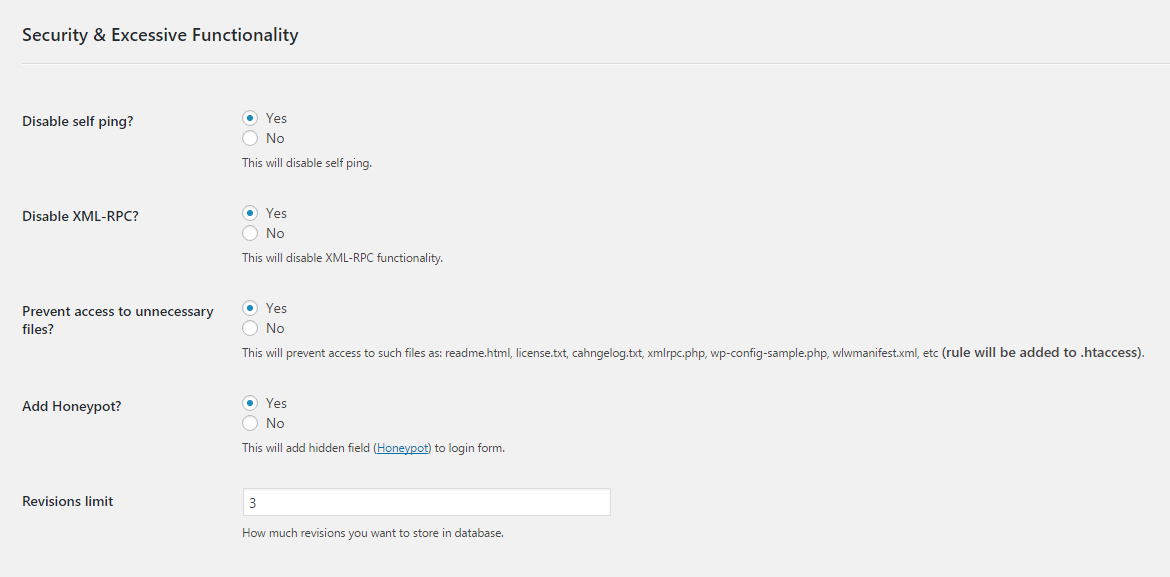 Security & Excessive Functionality
Disable self ping?
Yes
No
This will disable self ping.
Disable XML-RPC?
Yes
No
This will disable XML-RPC functionality.
Prevent access to unnecessary
files?
Yes
No
This will prevent access to such files as: readme.html, license.txt, cahngelog.txt, xmlrpc.php, wp-config-sample.php, wlwmanifest.xml, etc (rule will be added to .htaccess).
Add Honeypot?
Yes
No
This will add hidden field (Honeypot) to login form.
Revisions limit
3
How much revisions you want to store in database.